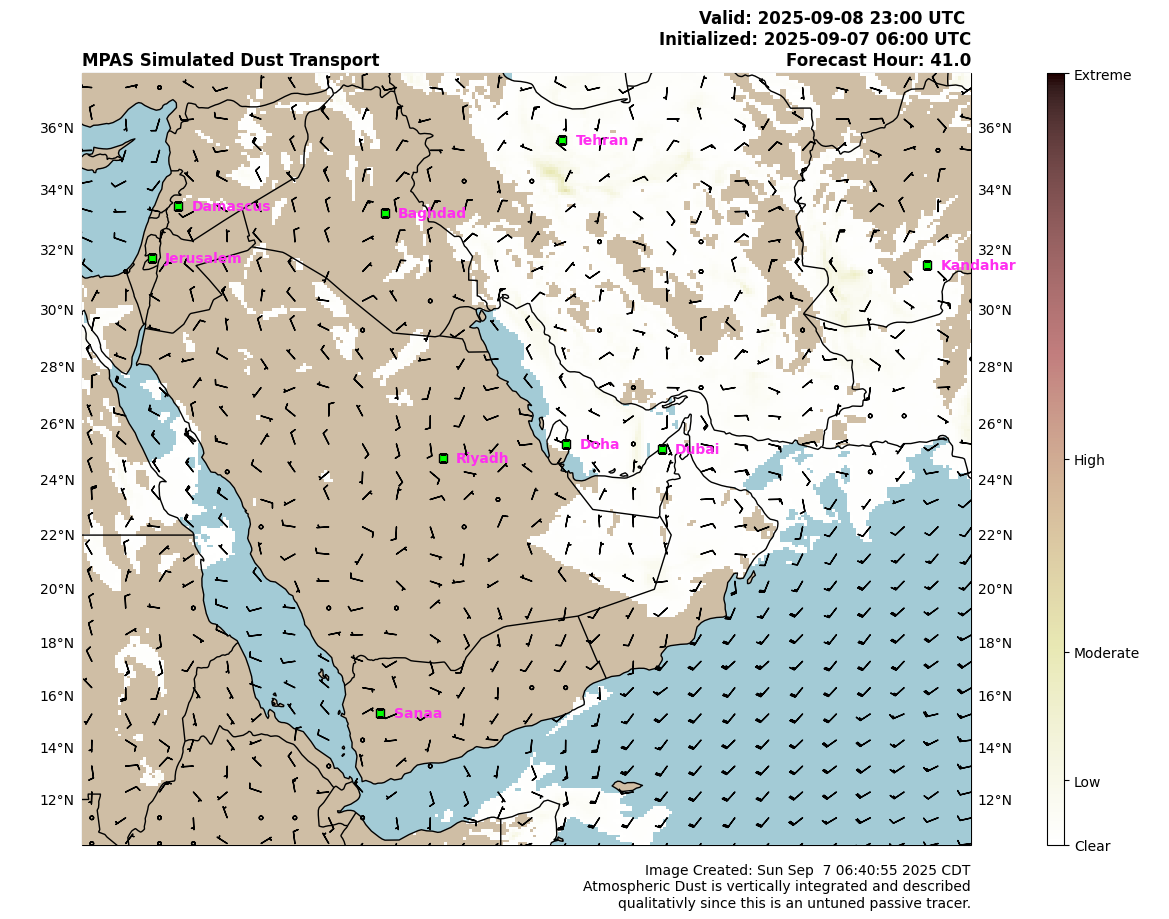 Valid: 2025-09-08 23:00 UTC
Initialized: 2025-09-07 06:00 UTC
MPAS Simulated Dust Transport
Forecast Hour: 41.0
Extreme
36°N
Tehran
36°N
34°N
34°N
Damascus
Baghdad
32°N
32°N
Jerusalem
Kandahar
30°N
30°N
28°N
28°N
26°N
26°N
Doha
Dubai
Riyadh
High
24°N
24°N
22°N
22°N
20°N
20°N
18°N
18°N
Moderate
16°N
16°N
Sanaa
14°N
14°N
Low
12°N
12°N
Clear
Image Created: Sun Sep  7 06:40:55 2025 CDT
Atmospheric Dust is vertically integrated and described
qualitativly since this is an untuned passive tracer.